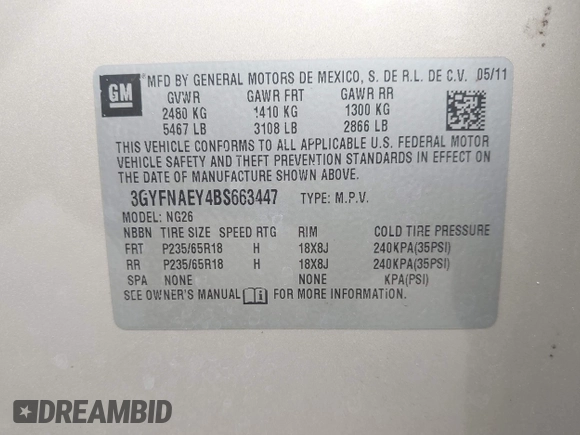 GM MFD BY GENERAL MOTORS DE MEXICO, S. DE R.L. DE C.V. 05/11
GVWR GAWR FRT GAWR RR
2480 KG 1410 KG 1300 KG
5467 LB 3108 LB 2866 LB
THIS VEHICLE CONFORMS TO ALL APPLICABLE U.S. FEDERAL MOTOR
VEHICLE SAFETY AND THEFT PREVENTION STANDARDS IN EFFECT ON
THE DATE OF MANUFACTURE SHOWN ABOVE.
3GYFNAEY4BS663447 TYPE: M.P.V.
MODEL: NG26
NBBN TIRE SIZE SPEED RTG RIM COLD TIRE PRESSURE
FRT P235/65R18 H 18X8J 240KPA(35PSI)
RR P235/65R18 H 18X8J 240KPA(35PSI)
SPA NONE NONE KPA(PSI)
SEE OWNER'S MANUAL FOR MORE INFORMATION.
DREAMBID